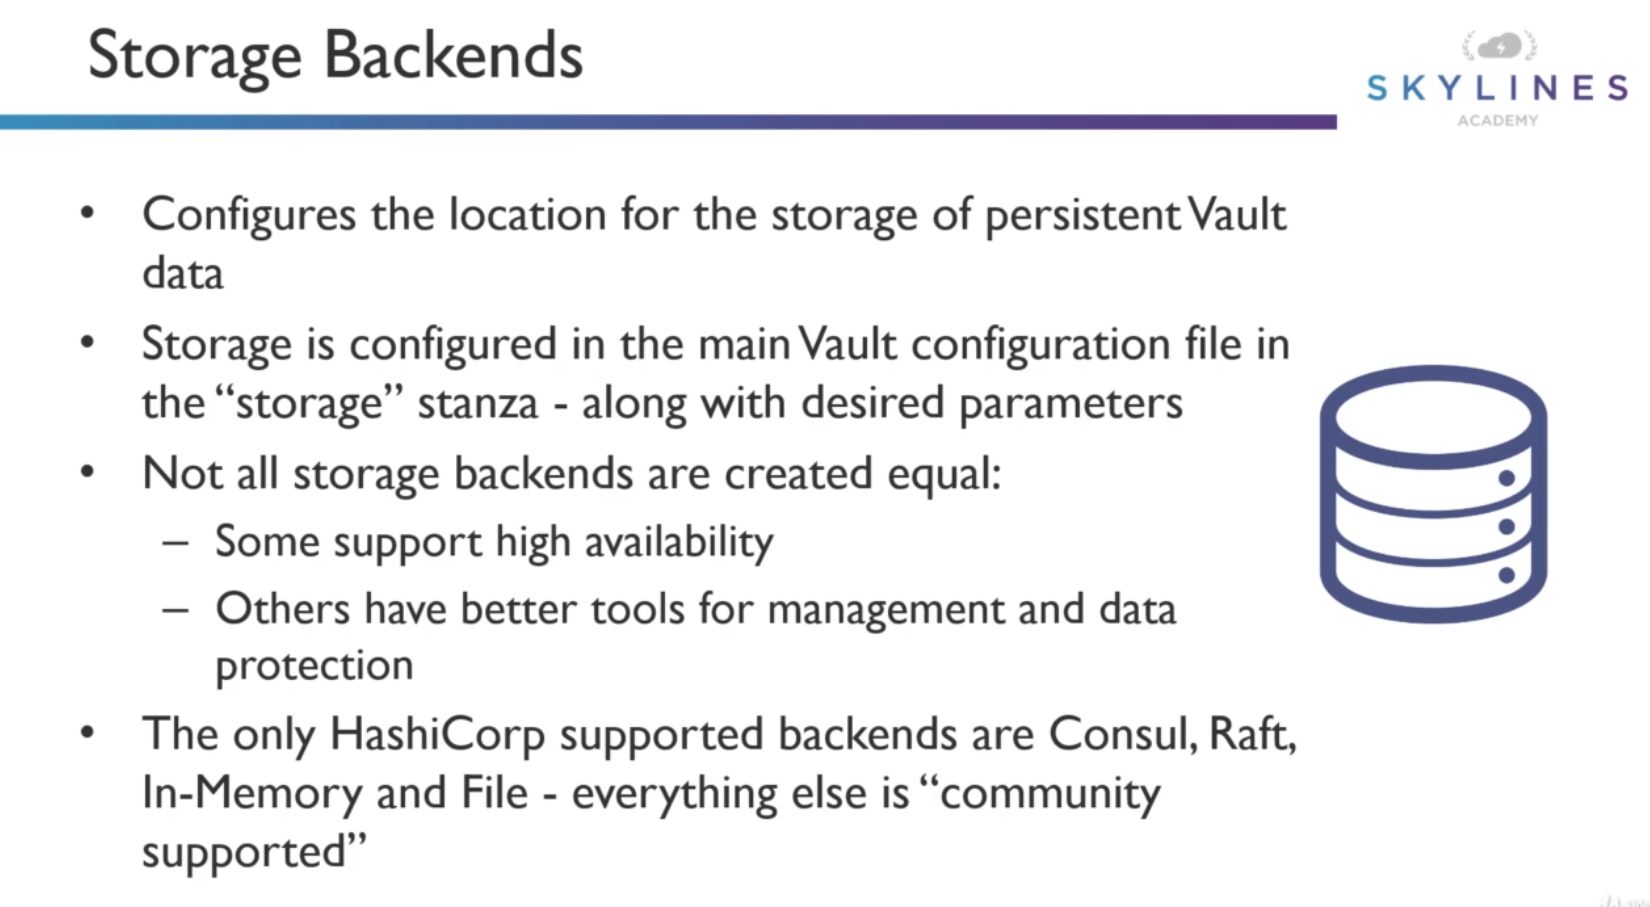 Storage Backends
SKYLINES
ACADEMY
• Configures the location for the storage of persistent Vault
data
• Storage is configured in the main Vault configuration file in
the “storage” stanza - along with desired parameters
• Not all storage backends are created equal:
– Some support high availability
– Others have better tools for management and data
protection
• The only HashiCorp supported backends are Consul, Raft,
In-Memory and File - everything else is “community
supported”